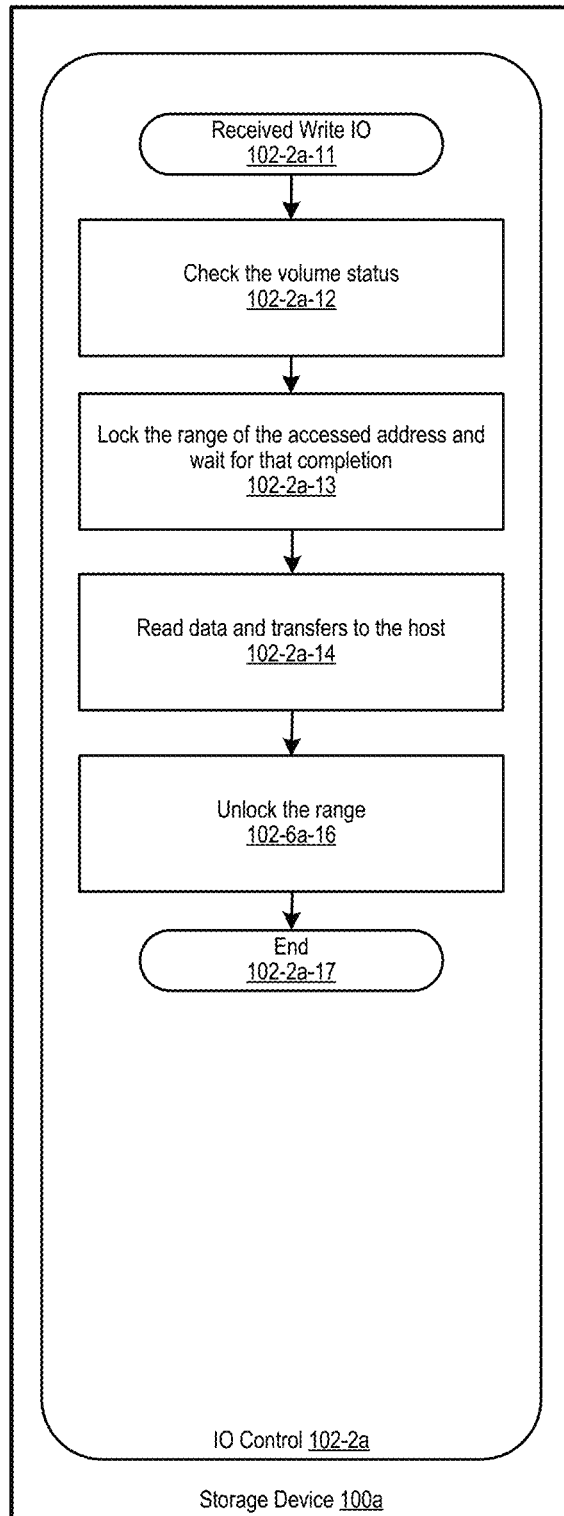 Received Write IO
102-2a-11
Check the volume status
102-2a-12
Lock the range of the accessed address and
wait for that completion
102-2a-13
Read data and transfers to the host
102-2a-14
Unlock the range
102-6a-16
End
102-2a-17
IO Control 102-2a
Storage Device 100a